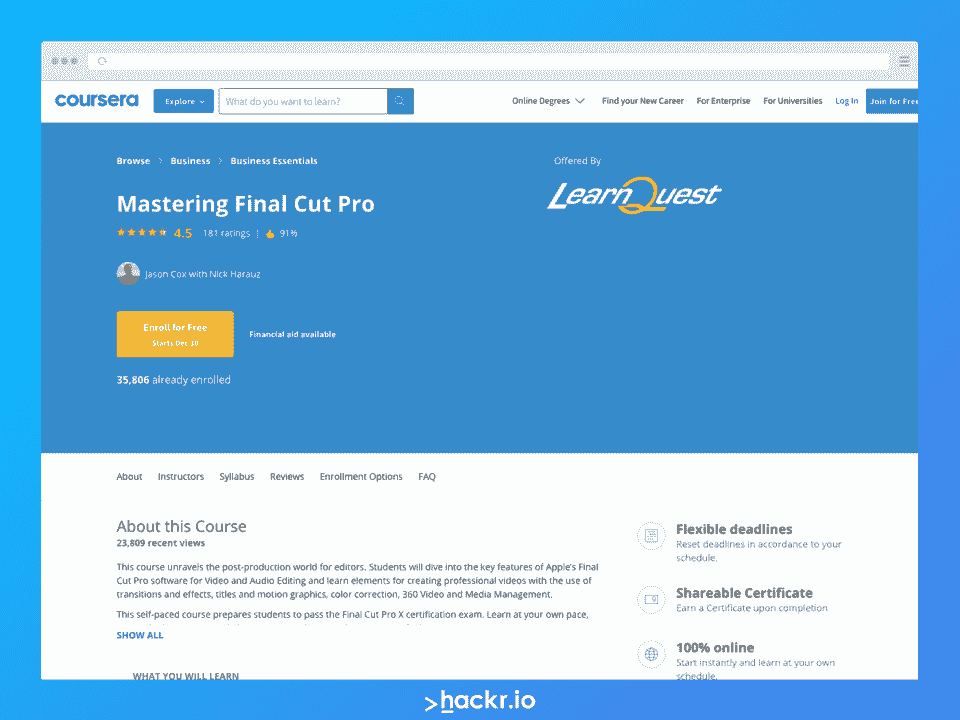 coursera
Explore
What do you want to learn?
Online Degrees
Find your New Career
For Enterprise
For Universities
Log In
Join for Free
Browse > Business > Business Essentials
Offered By
LearnQuest
Mastering Final Cut Pro
4.5 181 ratings | 91%
Jason Cox with Nick Harauz
Enroll for Free
Starts Dec 10
Financial aid available
35,806 already enrolled
About
Instructors
Syllabus
Reviews
Enrollment Options
FAQ
About this Course
23,809 recent views
This course unravels the post-production world for editors. Students will dive into the key features of Apple's Final
Cut Pro software for Video and Audio Editing and learn elements for creating professional videos with the use of
transitions and effects, titles and motion graphics, color correction, 360 Video and Media Management.
This self-paced course prepares students to pass the Final Cut Pro X certification exam. Learn at your own pace,
SHOW ALL
WHAT YOU WILL LEARN
Flexible deadlines
Reset deadlines in accordance to your
schedule.
Shareable Certificate
Earn a Certificate upon completion
100% online
Start instantly and learn at your own
schedule.
>hackr.io